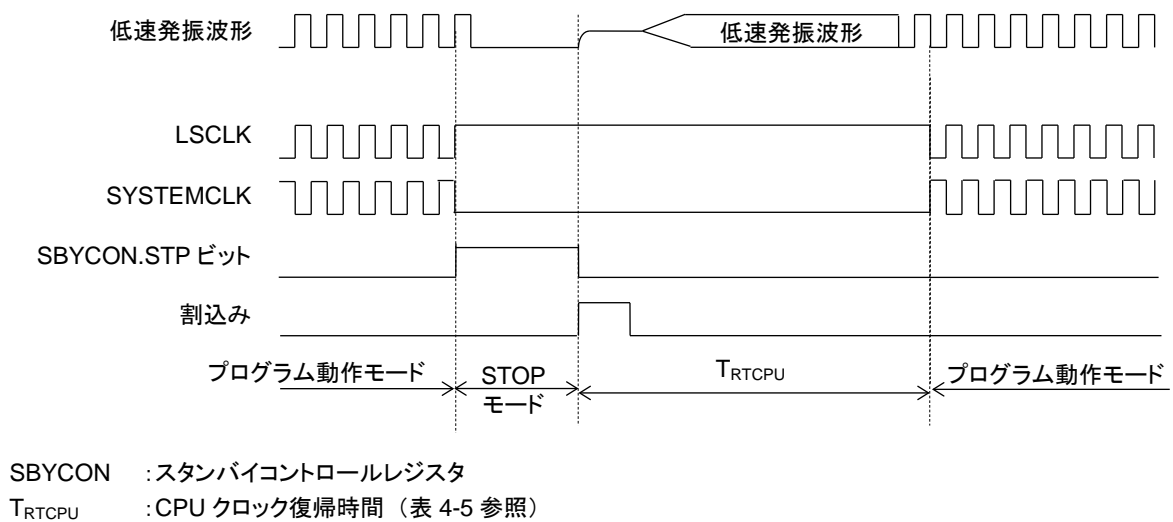 低速発振波形
低速発振波形
LSCLK
SYSTEMCLK
SBYCON.STP ビット
割込み
プログラム動作モード
STOP
モード
TRTCPU
プログラム動作モード
SBYCON :スタンバイコントロールレジスタ
TRTCPU :CPU クロック復帰時間 (表 4-5 参照)